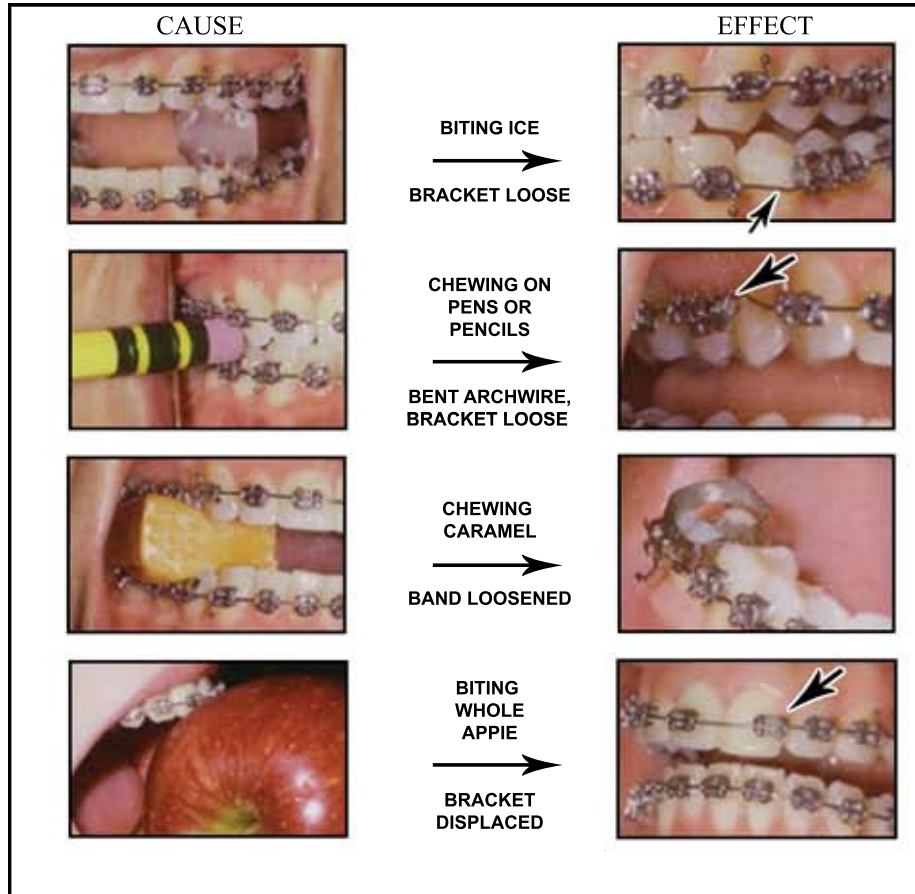 CAUSE
EFFECT
BITING ICE
BRACKET LOOSE
CHEWING ON
PENS OR
PENCILS
BENT ARCHWIRE,
BRACKET LOOSE
CHEWING
CARAMEL
BAND LOOSENED
BITING
WHOLE
APPIE
BRACKET
DISPLACED